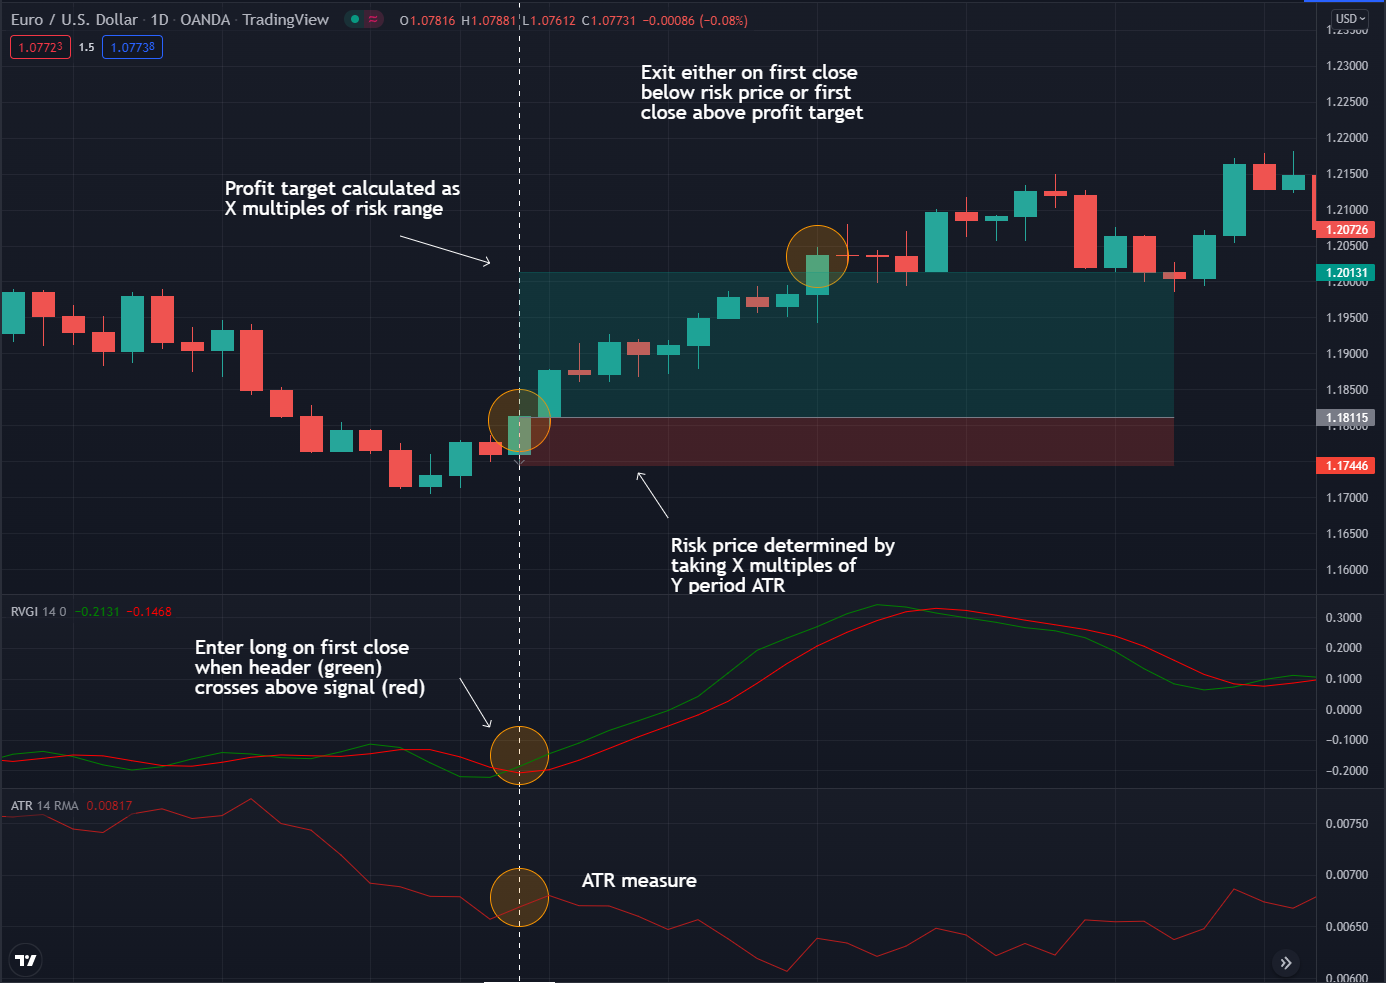 Euro / U.S. Dollar · 1D · OANDA · TradingView
O1.07816 H1.07881 L1.07612 C1.07731 −0.00086 (−0.08%)
USD
1.07723 1.5 1.07738
1.23500
1.23000
Exit either on first close
below risk price or first
close above profit target
1.22500
1.22000
Profit target calculated as
X multiples of risk range
1.21500
1.21000
1.20726
1.20500
1.20131
1.20000
1.19500
1.19000
1.18500
1.18115
1.18000
1.17446
1.17000
1.16500
Risk price determined by
taking X multiples of
Y period ATR
1.16000
RVGI 14 0 −0.2131 −0.1468
0.3000
Enter long on first close
when header (green)
crosses above signal (red)
0.2000
0.1000
0.0000
−0.1000
−0.2000
ATR 14 RMA 0.00817
0.00750
ATR measure
0.00700
0.00650
0.00600